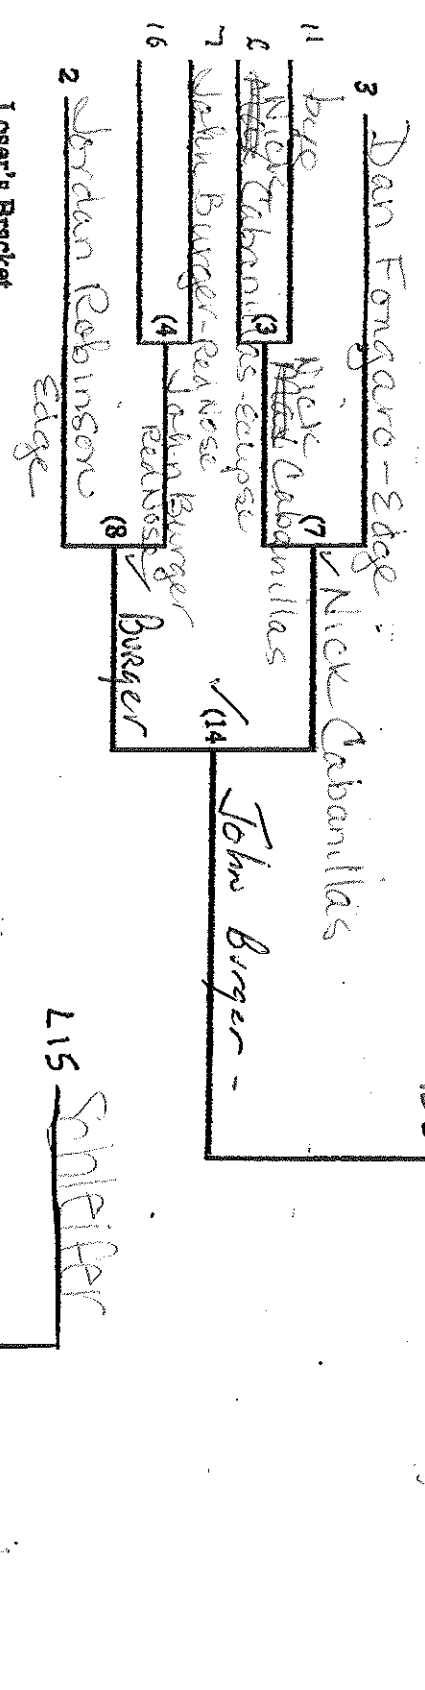 3 Dan Fongaro - Edge
11 bye
(7 Nick Cabanillas
(3 Nick Cabanillas
6 Nick Cabanillas - Eclipse
7 John Burger - Red Nose
(14 John Burger -
(4 John Burger
Red Nose
16
(8 Burger
2 Jordan Robinson
Edge
L15 Schleifer
Loser's Bracket